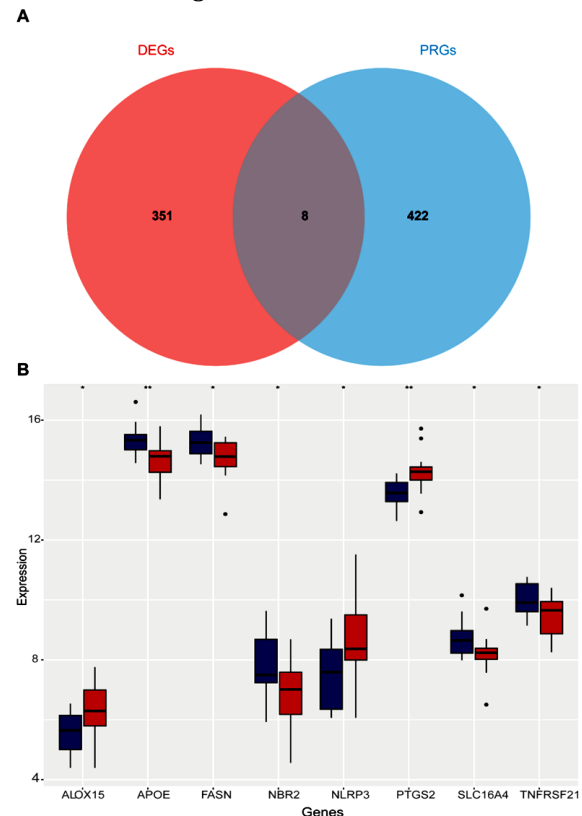 A
DEGs PRGs
351 8 422
B
* ** * * * ** * *
16
12
8
4
Expression
ALOX15 APOE FASN NBR2 NLRP3 PTGS2 SLC16A4 TNFRSF21
Genes